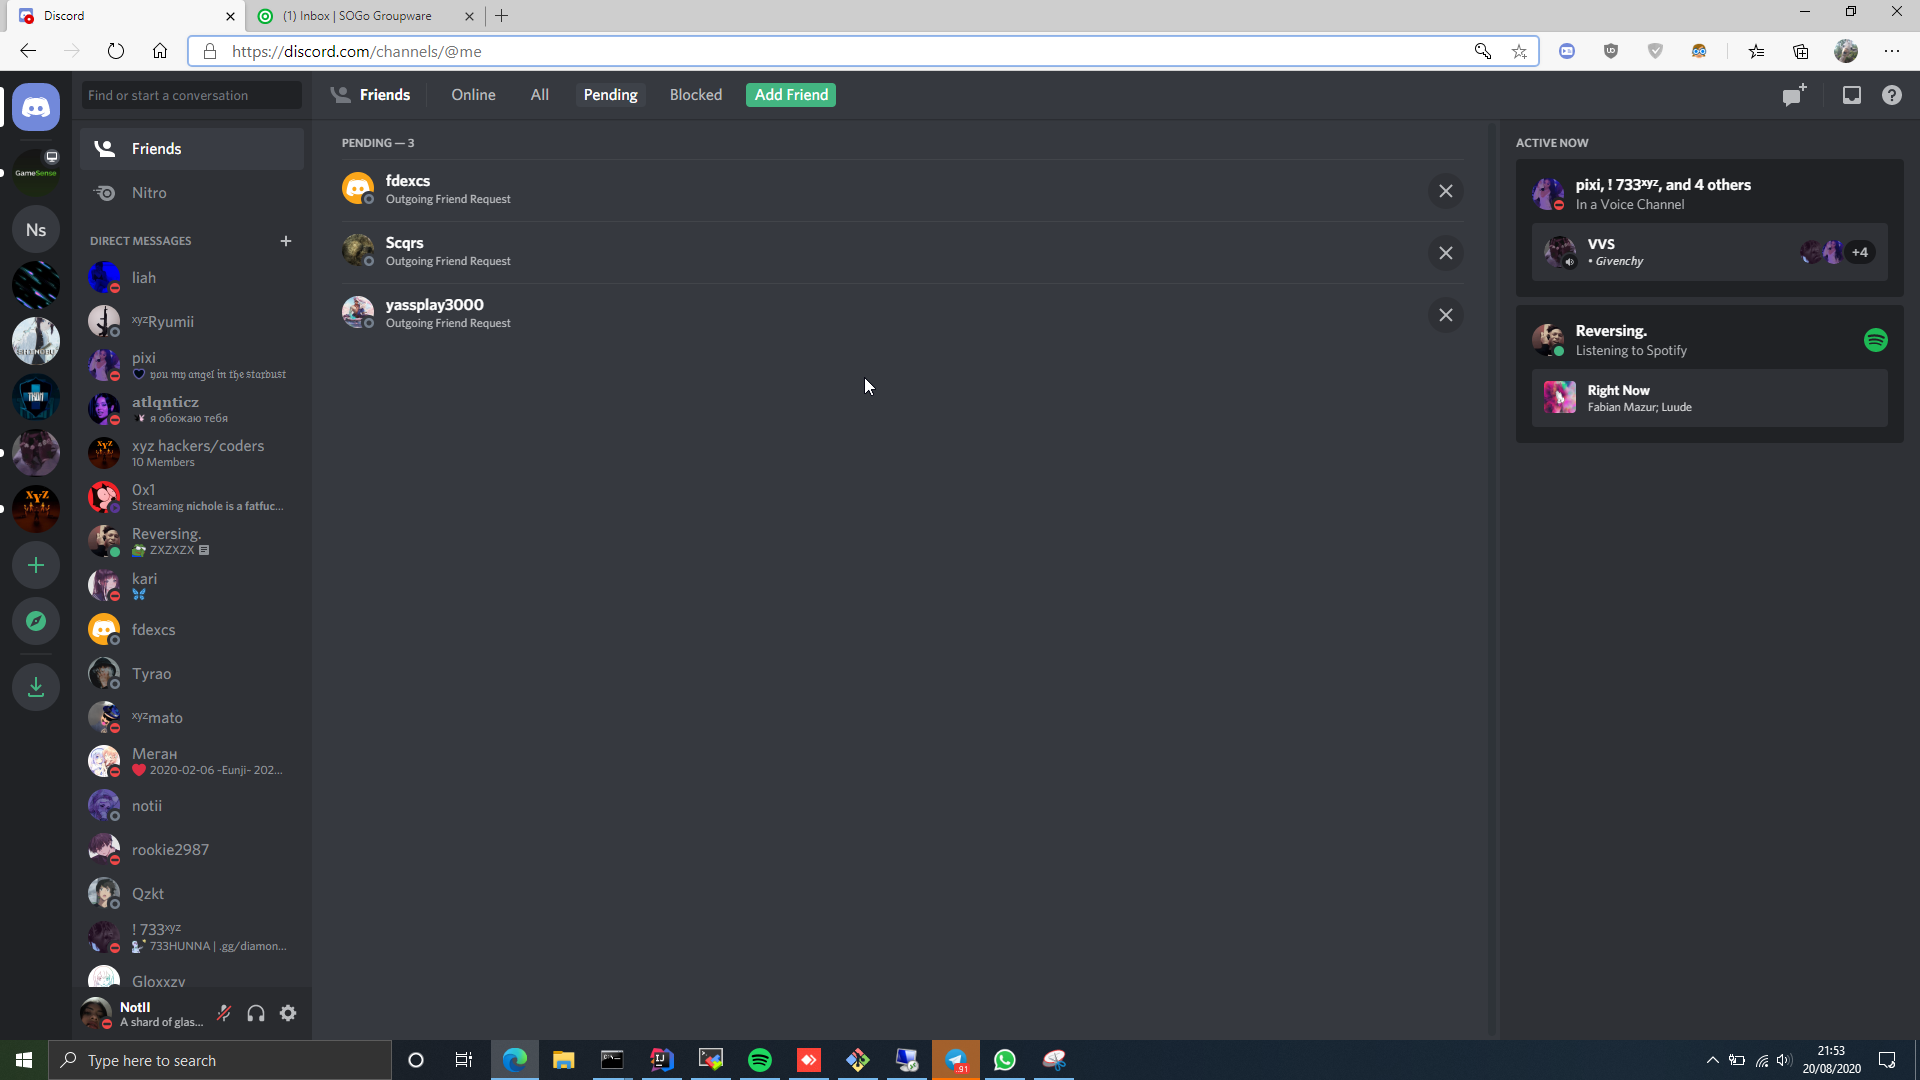 Discord
(1) Inbox | SOGo Groupware
https://discord.com/channels/@me
Find or start a conversation
Friends
Online
All
Pending
Blocked
Add Friend
GameSense
Ns
XYZ
Friends
Nitro
DIRECT MESSAGES
liah
ˣʸᶻRyumii
pixi
𝔶𝔬𝔲 𝔪𝔶 𝔞𝔫𝔤𝔢𝔩 𝔦𝔫 𝔱𝔥𝔢 𝔰𝔱𝔞𝔯𝔟𝔲𝔰𝔱
atlqnticz
я обожаю тебя
xyz hackers/coders
10 Members
0x1
Streaming nichole is a fatfuc...
Reversing.
ZXZXZX
kari
fdexcs
Tyrao
ˣʸᶻmato
Меган
2020-02-06 -Eunji- 202...
notii
rookie2987
Qzkt
! 733ˣʸᶻ
733HUNNA | .gg/diamon...
Gloxxzy
NotII
A shard of glas...
PENDING — 3
fdexcs
Outgoing Friend Request
Scqrs
Outgoing Friend Request
yassplay3000
Outgoing Friend Request
ACTIVE NOW
pixi, ! 733ˣʸᶻ, and 4 others
In a Voice Channel
VVS
• Givenchy
+4
Reversing.
Listening to Spotify
Right Now
Fabian Mazur; Luude
Type here to search
91
21:53
20/08/2020